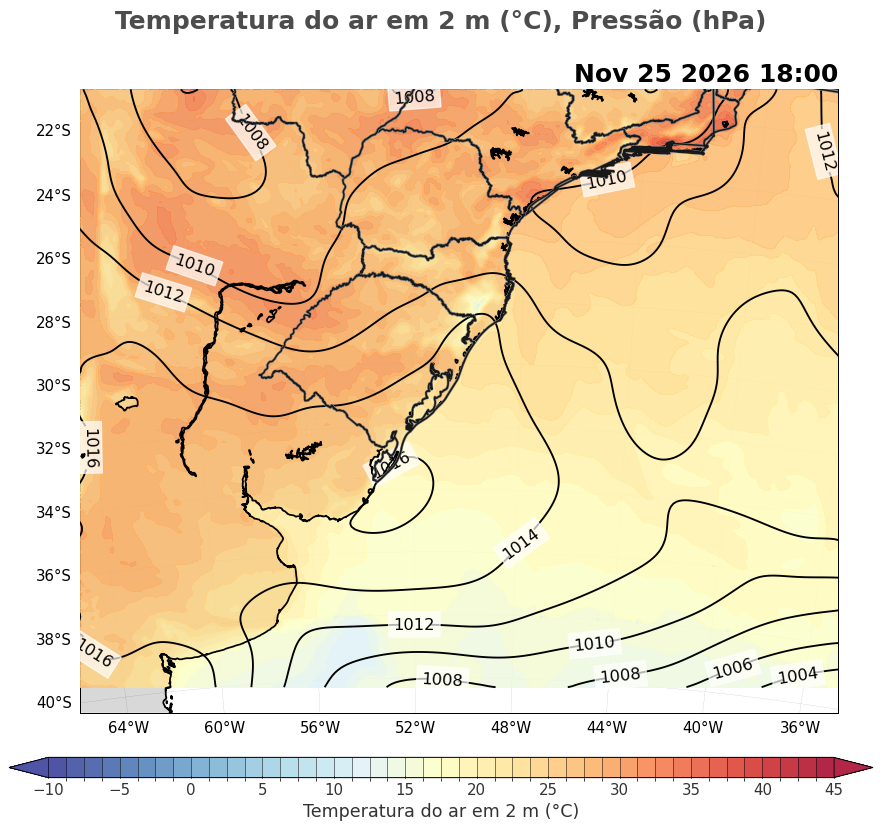 Temperatura do ar em 2 m (°C), Pressão (hPa)
Nov 25 2026 18:00
1008
1008
1012
22°S
1010
24°S
26°S
1010
1012
28°S
30°S
1016
32°S
1016
34°S
1014
36°S
1012
1010
38°S
1016
1008
1008
1006
1004
40°S
64°W 60°W 56°W 52°W 48°W 44°W 40°W 36°W
−10 −5 0 5 10 15 20 25 30 35 40 45
Temperatura do ar em 2 m (°C)